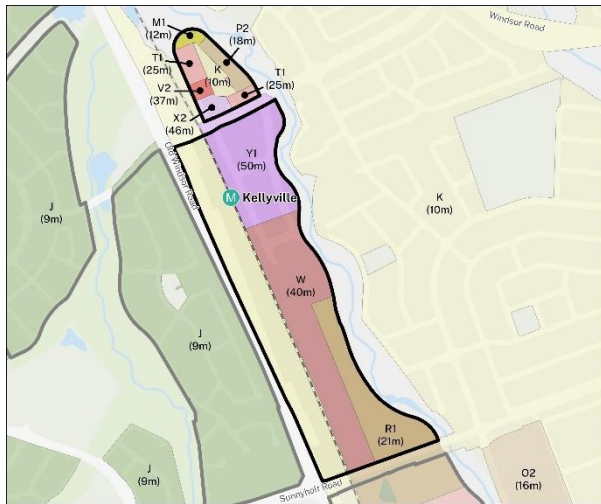 M1
(12m)
P2
(18m)
Windsor Road
T1
(25m)
K
(10m)
V2
(37m)
T1
(25m)
X2
(46m)
Old Windsor Road
Y1
(50m)
M Kellyville
J
(9m)
K
(10m)
W
(40m)
J
(9m)
R1
(21m)
J
(9m)
Sunnyholt Road
O2
(16m)